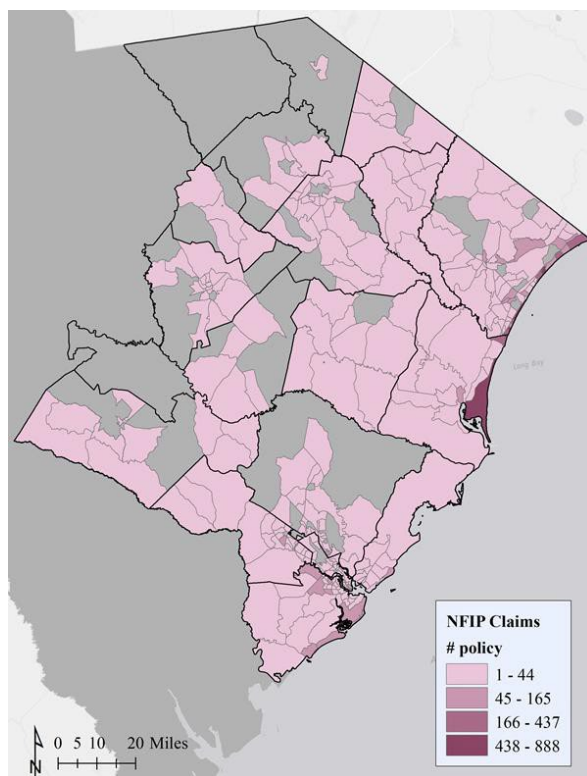 Long Bay
NFIP Claims
# policy
1 - 44
45 - 165
166 - 437
438 - 888
N
0 5 10 20 Miles